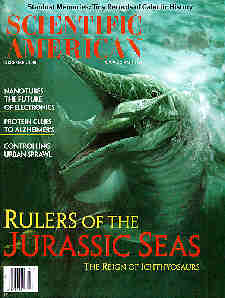 Stardust Memories: Tiny Records of Galactic History
SCIENTIFIC
AMERICAN
NANOTUBES:
THE FUTURE
OF ELECTRONICS
PROTEIN CLUES
TO ALZHEIMER'S
CONTROLLING
URBAN SPRAWL
RULERS OF THE
JURASSIC SEAS
THE REIGN OF ICHTHYOSAURS